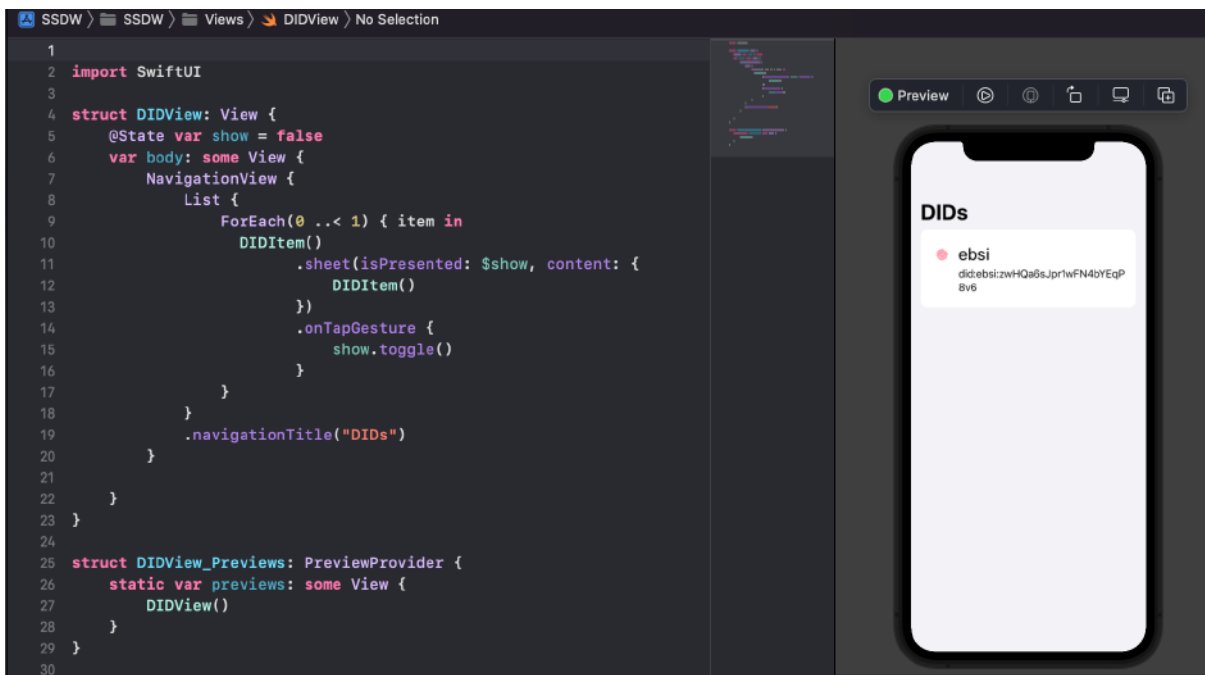 SSDW 〉 SSDW 〉 Views 〉 DIDView 〉 No Selection
1
2 import SwiftUI
3
4 struct DIDView: View {
5     @State var show = false
6     var body: some View {
7         NavigationView {
8             List {
9                 ForEach(0 ..< 1) { item in
10                   DIDItem()
11                         .sheet(isPresented: $show, content: {
12                             DIDItem()
13                         })
14                         .onTapGesture {
15                             show.toggle()
16                         }
17                 }
18             }
19             .navigationTitle("DIDs")
20         }
21
22     }
23 }
24
25 struct DIDView_Previews: PreviewProvider {
26     static var previews: some View {
27         DIDView()
28     }
29 }
30
Preview
DIDs
ebsi
did:ebsi:zwHQa6sJpr1wFN4bYEqP
8v6